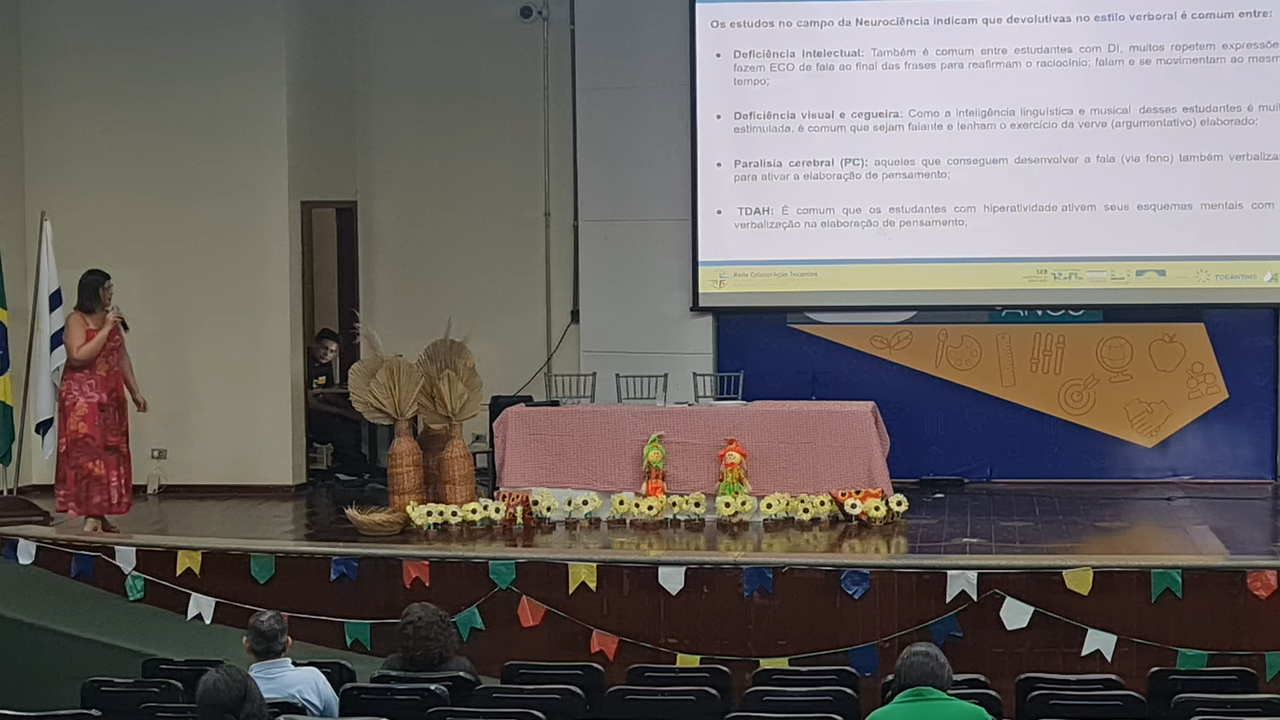 Os estudos no campo da Neurociência indicam que devolutivas no estilo verboral é comum entre:
• Deficiência intelectual: Também é comum entre estudantes com DI, muitos repetem expressõe
fazem ECO de fala ao final das frases para reafirmam o raciocínio; falam e se movimentam ao mesm
tempo;
• Deficiência visual e cegueira: Como a inteligência linguística e musical desses estudantes é mui
estimulada, é comum que sejam falante e tenham o exercício da verve (argumentativo) elaborado;
• Paralisia cerebral (PC): aqueles que conseguem desenvolver a fala (via fono) também verbaliza
para ativar a elaboração de pensamento;
• TDAH: É comum que os estudantes com hiperatividade ativem seus esquemas mentais com
verbalização na elaboração de pensamento,
Rede Colaboração Tocantins
TOCANTINS
ANOS